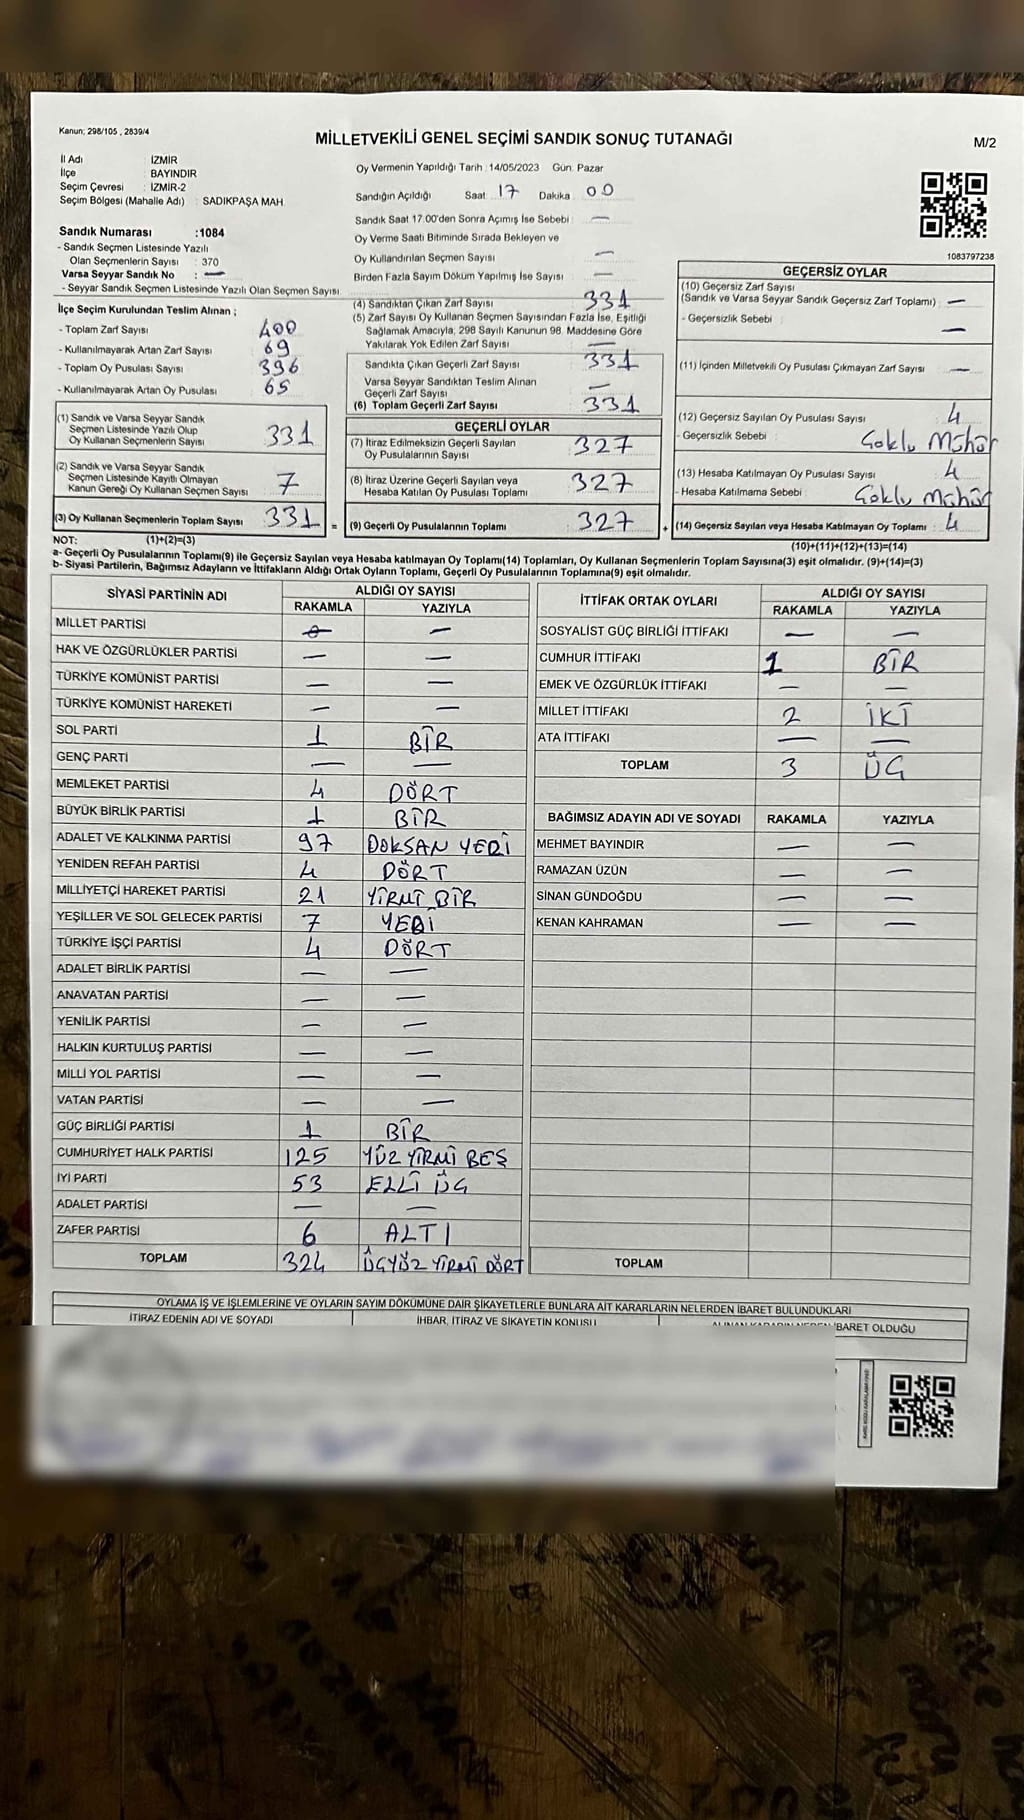 Kanun; 298/105 , 2839/4
MİLLETVEKİLİ GENEL SEÇİMİ SANDIK SONUÇ TUTANAĞI
M/2
İl Adı : İZMİR
İlçe : BAYINDIR
Seçim Çevresi : İZMİR-2
Seçim Bölgesi (Mahalle Adı) : SADIKPAŞA MAH.
Oy Vermenin Yapıldığı Tarih :14/05/2023 Gün: Pazar
Sandığın Açıldığı Saat : 17 Dakika : 00
Sandık Saat 17.00'den Sonra Açımış İse Sebebi : —
Oy Verme Saati Bitiminde Sırada Bekleyen ve
Oy Kullandırılan Seçmen Sayısı : —
Birden Fazla Sayım Döküm Yapılmış İse Sayısı : —
1083797238
Sandık Numarası :1084
- Sandık Seçmen Listesinde Yazılı
Olan Seçmenlerin Sayısı : 370
Varsa Seyyar Sandık No : —
- Seyyar Sandık Seçmen Listesinde Yazılı Olan Seçmen Sayısı:
İlçe Seçim Kurulundan Teslim Alınan ;
- Toplam Zarf Sayısı : 400
- Kullanılmayarak Artan Zarf Sayısı : 69
- Toplam Oy Pusulası Sayısı : 396
- Kullanılmayarak Artan Oy Pusulası : 65
(1) Sandık ve Varsa Seyyar Sandık
Seçmen Listesinde Yazılı Olup
Oy Kullanan Seçmenlerin Sayısı : 331
(2) Sandık ve Varsa Seyyar Sandık
Seçmen Listesinde Kayıtlı Olmayan
Kanun Gereği Oy Kullanan Seçmen Sayısı : 7
(3) Oy Kullanan Seçmenlerin Toplam Sayısı : 331 =
(4) Sandıktan Çıkan Zarf Sayısı : 331
(5) Zarf Sayısı Oy Kullanan Seçmen Sayısından Fazla İse, Eşitliği
Sağlamak Amacıyla; 298 Sayılı Kanunun 98. Maddesine Göre
Yakılarak Yok Edilen Zarf Sayısı : —
Sandıkta Çıkan Geçerli Zarf Sayısı : 331
Varsa Seyyar Sandıktan Teslim Alınan
Geçerli Zarf Sayısı : —
(6) Toplam Geçerli Zarf Sayısı : 331
GEÇERLİ OYLAR
(7) İtiraz Edilmeksizin Geçerli Sayılan
Oy Pusulalarının Sayısı : 327
(8) İtiraz Üzerine Geçerli Sayılan veya
Hesaba Katılan Oy Pusulası Toplamı : 327
(9) Geçerli Oy Pusulalarının Toplamı : 327 +
GEÇERSİZ OYLAR
(10) Geçersiz Zarf Sayısı
(Sandık ve Varsa Seyyar Sandık Geçersiz Zarf Toplamı) : —
- Geçersizlik Sebebi : —
(11) İçinden Milletvekili Oy Pusulası Çıkmayan Zarf Sayısı : —
(12) Geçersiz Sayılan Oy Pusulası Sayısı : 4
- Geçersizlik Sebebi : Çoklu Mühür
(13) Hesaba Katılmayan Oy Pusulası Sayısı : 4
- Hesaba Katılmama Sebebi : Çoklu Mühür
(14) Geçersiz Sayılan veya Hesaba Katılmayan Oy Toplamı : 4
NOT: (1)+(2)=(3)
(10)+(11)+(12)+(13)=(14)
a- Geçerli Oy Pusulalarının Toplamı(9) ile Geçersiz Sayılan veya Hesaba katılmayan Oy Toplamı(14) Toplamları, Oy Kullanan Seçmenlerin Toplam Sayısına(3) eşit olmalıdır. (9)+(14)=(3)
b- Siyasi Partilerin, Bağımsız Adayların ve İttifakların Aldığı Ortak Oyların Toplamı, Geçerli Oy Pusulalarının Toplamına(9) eşit olmalıdır.
SİYASİ PARTİNİN ADI ALDIĞI OY SAYISI
RAKAMLA YAZIYLA
MİLLET PARTİSİ — —
HAK VE ÖZGÜRLÜKLER PARTİSİ — —
TÜRKİYE KOMÜNİST PARTİSİ — —
TÜRKİYE KOMÜNİST HAREKETİ — —
SOL PARTİ 1 BİR
GENÇ PARTİ — —
MEMLEKET PARTİSİ 4 DÖRT
BÜYÜK BİRLİK PARTİSİ 1 BİR
ADALET VE KALKINMA PARTİSİ 97 DOKSAN YEDİ
YENİDEN REFAH PARTİSİ 4 DÖRT
MİLLİYETÇİ HAREKET PARTİSİ 21 YİRMİ BİR
YEŞİLLER VE SOL GELECEK PARTİSİ 7 YEDİ
TÜRKİYE İŞÇİ PARTİSİ 4 DÖRT
ADALET BİRLİK PARTİSİ — —
ANAVATAN PARTİSİ — —
YENİLİK PARTİSİ — —
HALKIN KURTULUŞ PARTİSİ — —
MİLLİ YOL PARTİSİ — —
VATAN PARTİSİ — —
GÜÇ BİRLİĞİ PARTİSİ 1 BİR
CUMHURİYET HALK PARTİSİ 125 YÜZ YİRMİ BEŞ
İYİ PARTİ 53 ELLİ ÜÇ
ADALET PARTİSİ — —
ZAFER PARTİSİ 6 ALTI
TOPLAM 324 ÜÇYÜZ YİRMİ DÖRT
İTTİFAK ORTAK OYLARI ALDIĞI OY SAYISI
RAKAMLA YAZIYLA
SOSYALİST GÜÇ BİRLİĞİ İTTİFAKI — —
CUMHUR İTTİFAKI 1 BİR
EMEK VE ÖZGÜRLÜK İTTİFAKI — —
MİLLET İTTİFAKI 2 İKİ
ATA İTTİFAKI — —
TOPLAM 3 ÜÇ
BAĞIMSIZ ADAYIN ADI VE SOYADI RAKAMLA YAZIYLA
MEHMET BAYINDIR — —
RAMAZAN ÜZÜN — —
SİNAN GÜNDOĞDU — —
KENAN KAHRAMAN — —
TOPLAM
OYLAMA İŞ VE İŞLEMLERİNE VE OYLARIN SAYIM DÖKÜMÜNE DAİR ŞİKAYETLERLE BUNLARA AİT KARARLARIN NELERDEN İBARET BULUNDUKLARI
İTİRAZ EDENİN ADI VE SOYADI İHBAR, İTİRAZ VE ŞİKAYETİN KONUSU İBARET OLDUĞU